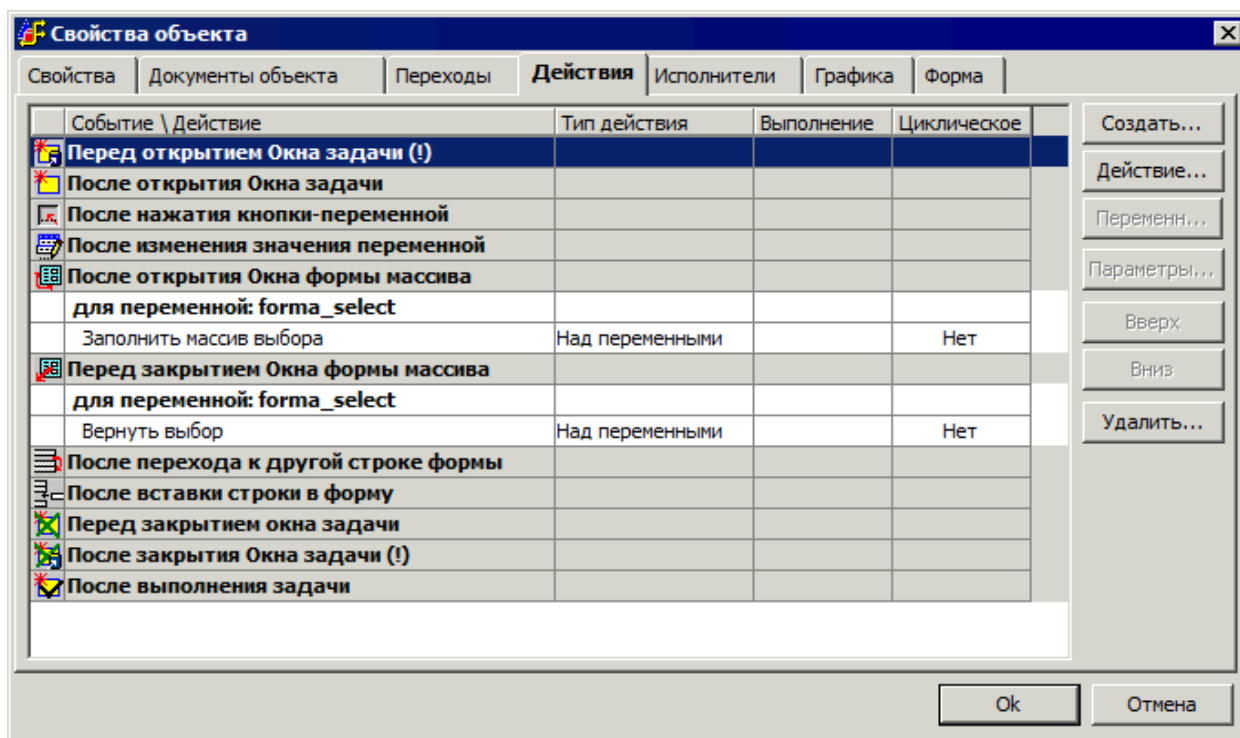 Свойства объекта
Свойства Документы объекта Переходы Действия Исполнители Графика Форма
Событие \ Действие Тип действия Выполнение Циклическое Создать...
Перед открытием Окна задачи (!)
После открытия Окна задачи Действие...
После нажатия кнопки-переменной Переменн...
После изменения значения переменной
После открытия Окна формы массива Параметры...
для переменной: forma_select Вверх
Заполнить массив выбора Над переменными Нет
Перед закрытием Окна формы массива Вниз
для переменной: forma_select
Вернуть выбор Над переменными Нет Удалить...
После перехода к другой строке формы
После вставки строки в форму
Перед закрытием окна задачи
После закрытия Окна задачи (!)
После выполнения задачи
Ok Отмена